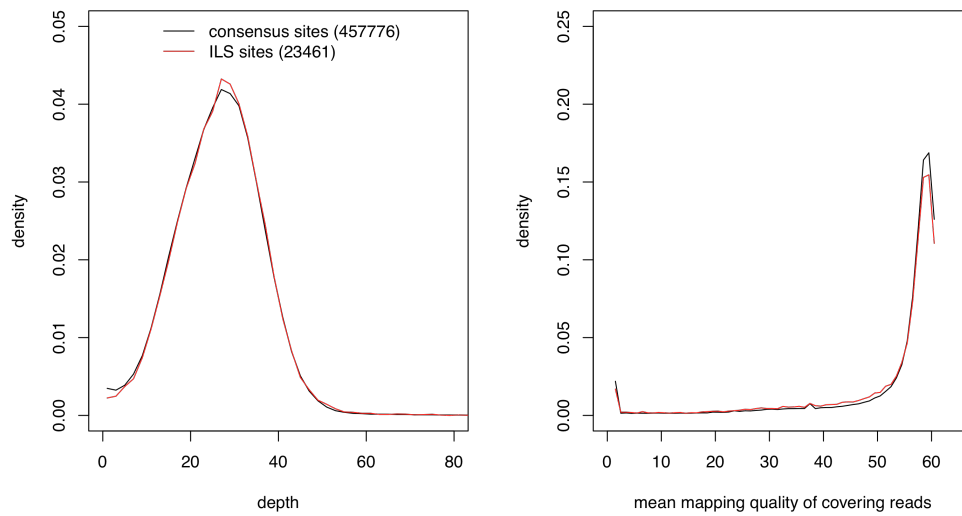 consensus sites (457776)
ILS sites (23461)
0.05
0.04
0.03
0.02
0.01
0.00
density
0 20 40 60 80
depth
0.25
0.20
0.15
0.10
0.05
0.00
density
0 10 20 30 40 50 60
mean mapping quality of covering reads